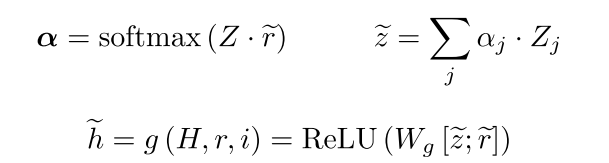 𝜶 = softmax (Z · r̃)    z̃ = ∑_j α_j · Z_j
h̃ = g (H, r, i) = ReLU (W_g [z̃; r̃])